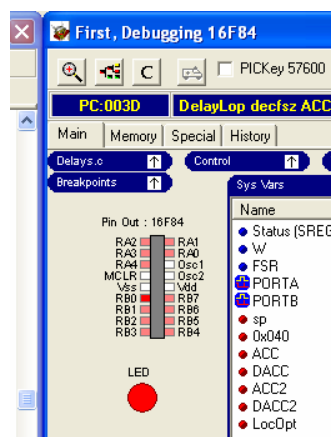 First, Debugging 16F84
C
PICKey 57600
PC:003D
DelayLop decfsz ACC
Main
Memory
Special
History
Delays.c
Control
Breakpoints
Sys Vars
Pin Out : 16F84
Name
RA2 RA1
RA3 RA0
RA4 Osc1
MCLR Osc2
Vss Vdd
RB0 RB7
RB1 RB6
RB2 RB5
RB3 RB4
LED
Status (SREG
W
FSR
PORTA
PORTB
sp
0x040
ACC
DACC
ACC2
DACC2
LocOpt